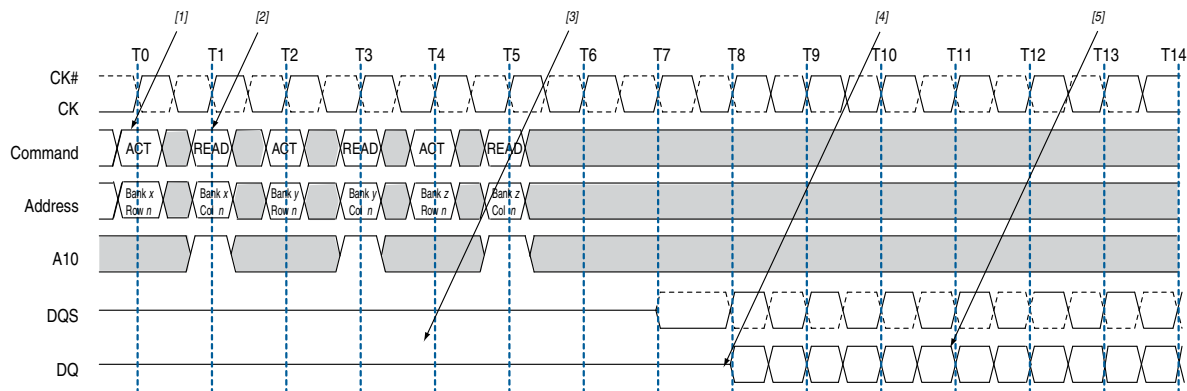 [1] [2] [3] [4] [5]
T0 T1 T2 T3 T4 T5 T6 T7 T8 T9 T10 T11 T12 T13 T14
CK#
CK
Command ACT READ ACT READ ACT READ
Address Bank x Bank x Bank y Bank y Bank z Bank z
Row n Col n Row n Col n Row n Col n
A10
DQS
DQ